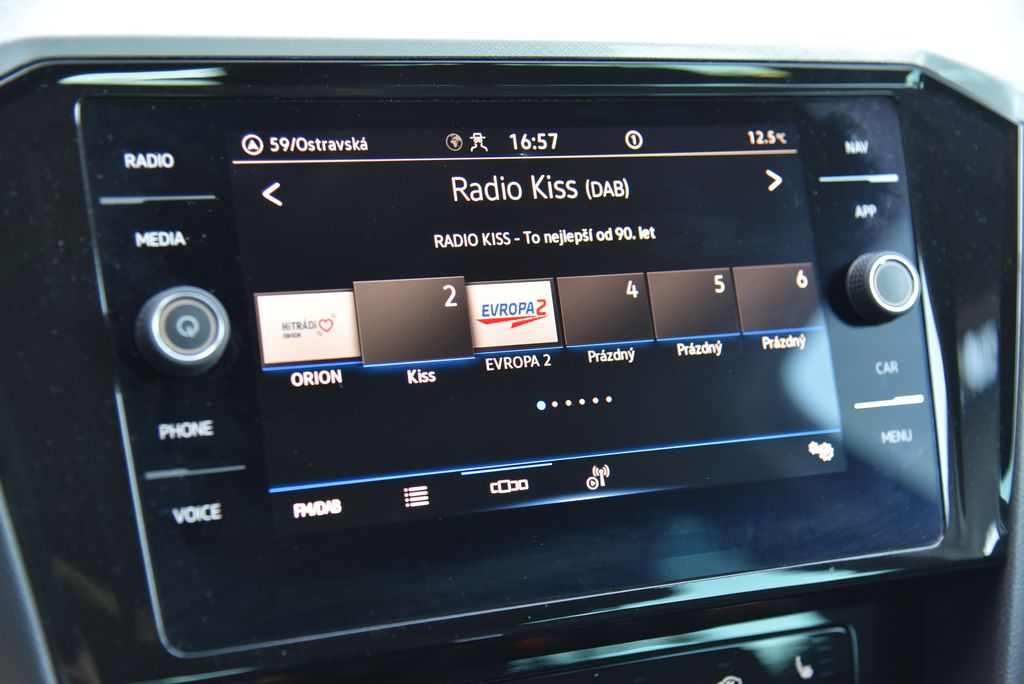 RADIO
MEDIA
PHONE
VOICE
59/Ostravská
16:57
1
12.5°C
Radio Kiss (DAB)
RADIO KISS - To nejlepší od 90. let
HITRÁDIO
ORION
2
EVROPA 2
4
5
6
ORION
Kiss
EVROPA 2
Prázdný
Prázdný
Prázdný
FM/DAB
NAV
APP
CAR
MENU